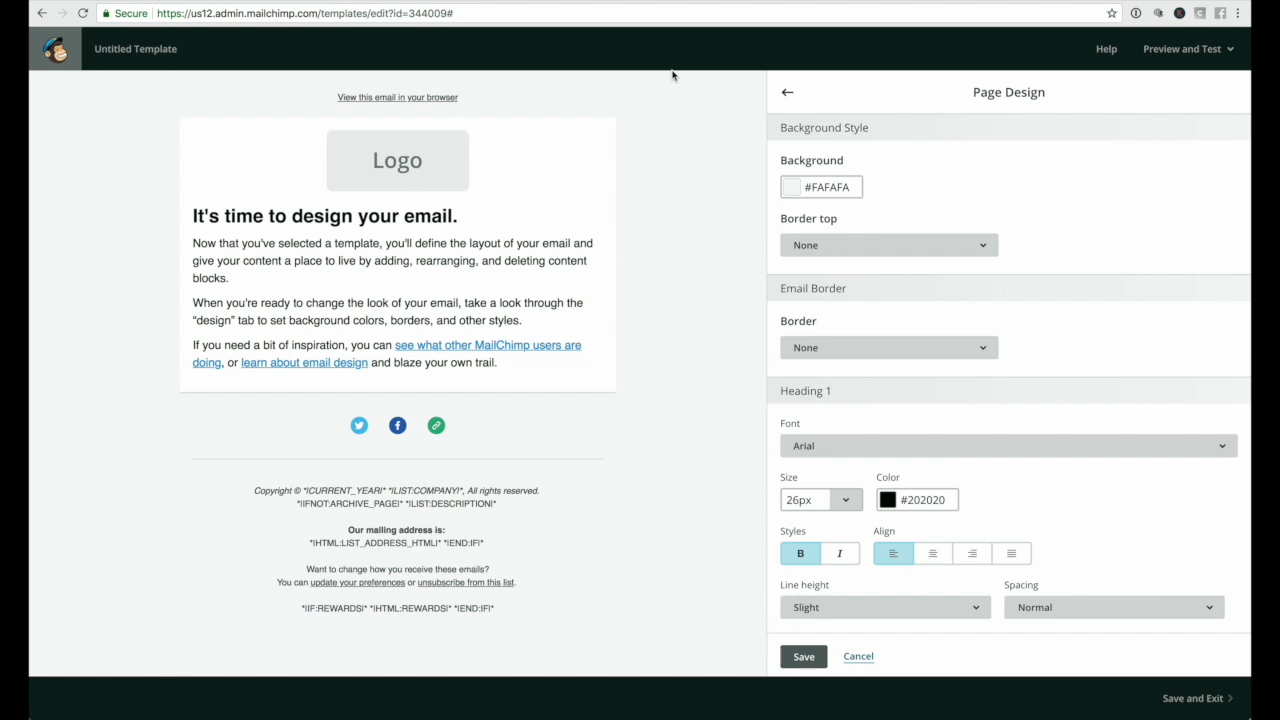 Secure https://us12.admin.mailchimp.com/templates/edit?id=344009#
Untitled Template
Help
Preview and Test
View this email in your browser
Logo
It's time to design your email.
Now that you've selected a template, you'll define the layout of your email and
give your content a place to live by adding, rearranging, and deleting content
blocks.
When you're ready to change the look of your email, take a look through the
“design” tab to set background colors, borders, and other styles.
If you need a bit of inspiration, you can see what other MailChimp users are
doing, or learn about email design and blaze your own trail.
Copyright © *|CURRENT_YEAR|* *|LIST:COMPANY|*, All rights reserved.
*|IFNOT:ARCHIVE_PAGE|* *|LIST:DESCRIPTION|*
Our mailing address is:
*|HTML:LIST_ADDRESS_HTML|* *|END:IF|*
Want to change how you receive these emails?
You can update your preferences or unsubscribe from this list.
*|IF:REWARDS|* *|HTML:REWARDS|* *|END:IF|*
Page Design
Background Style
Background
#FAFAFA
Border top
None
Email Border
Border
None
Heading 1
Font
Arial
Size Color
26px #202020
Styles Align
B I
Line height Spacing
Slight Normal
Save Cancel
Save and Exit